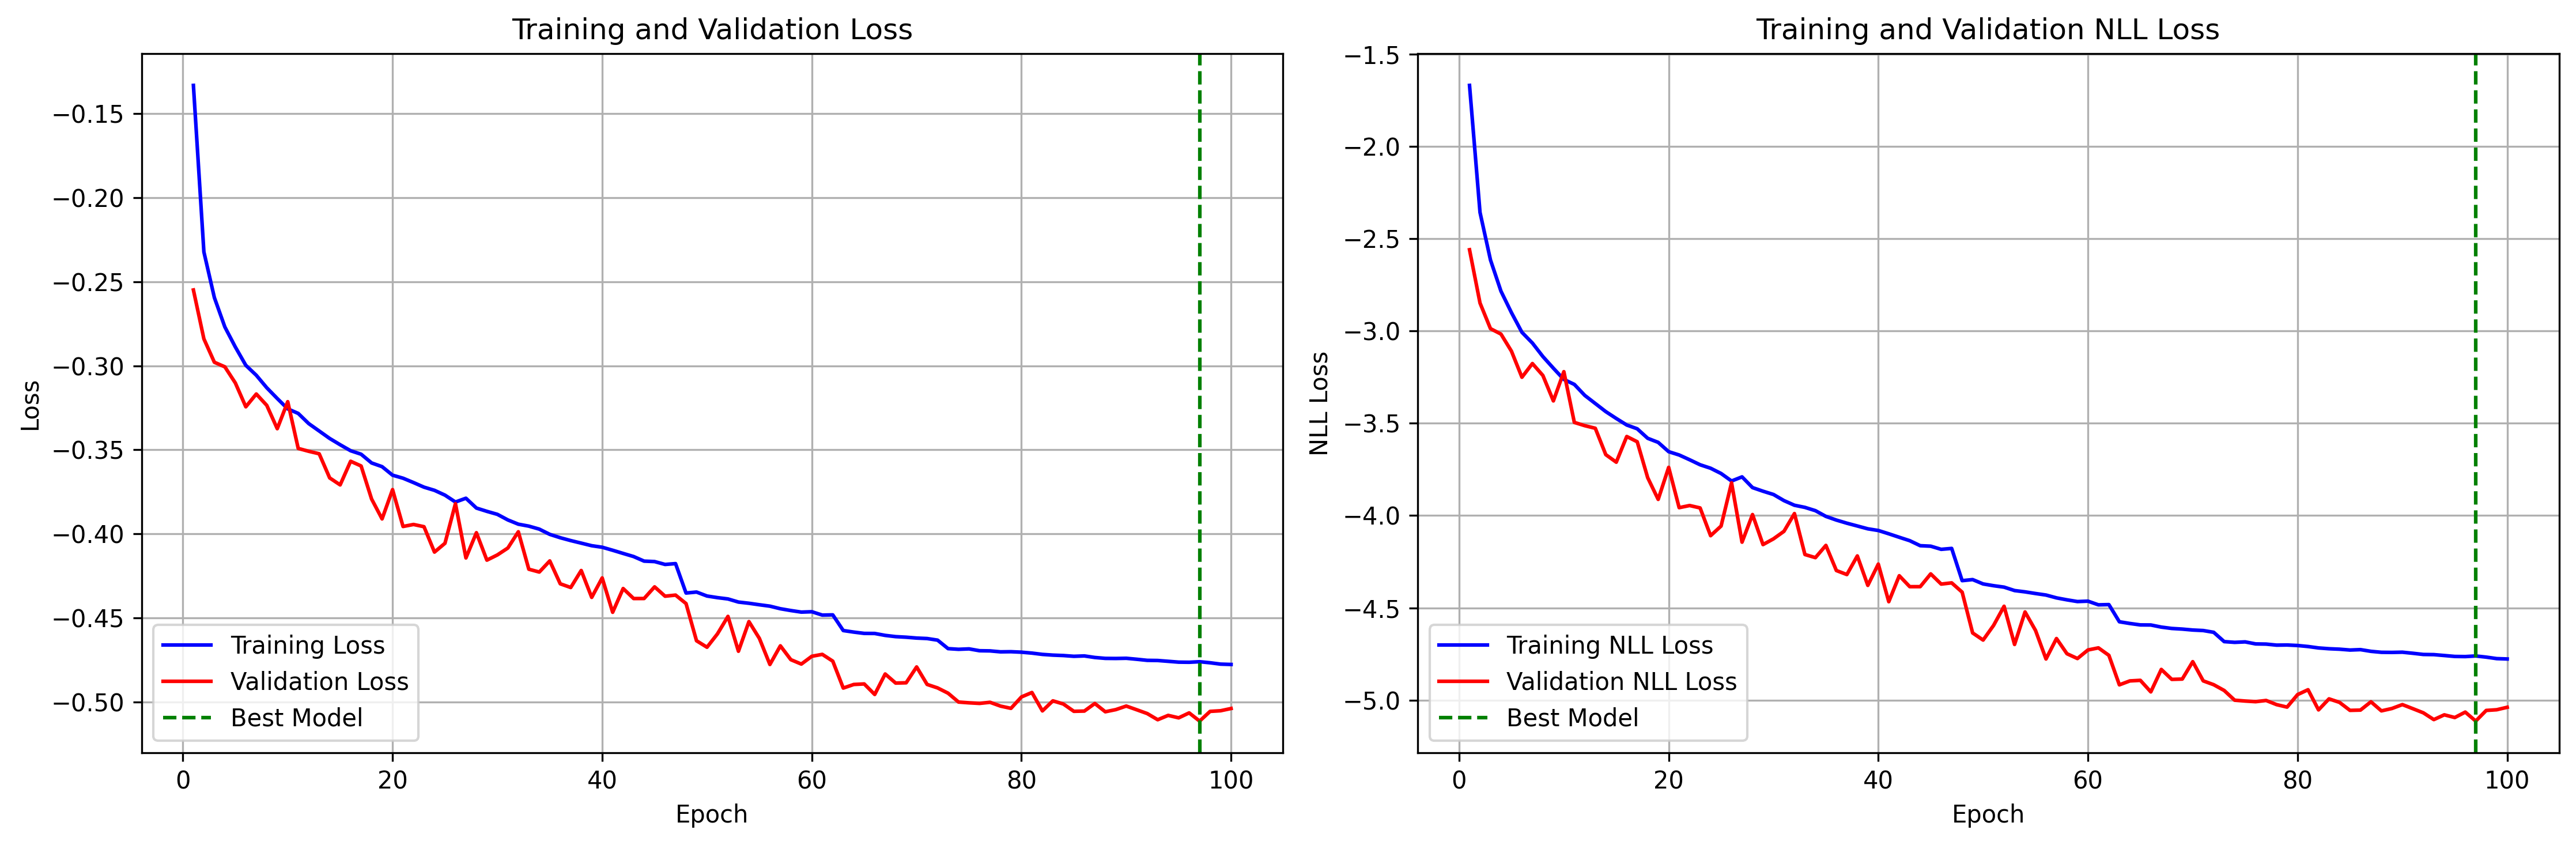 Training and Validation Loss
−0.15
−0.20
−0.25
−0.30
−0.35
−0.40
−0.45
−0.50
Loss
Training Loss
Validation Loss
Best Model
0 20 40 60 80 100
Epoch
Training and Validation NLL Loss
−1.5
−2.0
−2.5
−3.0
−3.5
−4.0
−4.5
−5.0
NLL Loss
Training NLL Loss
Validation NLL Loss
Best Model
0 20 40 60 80 100
Epoch